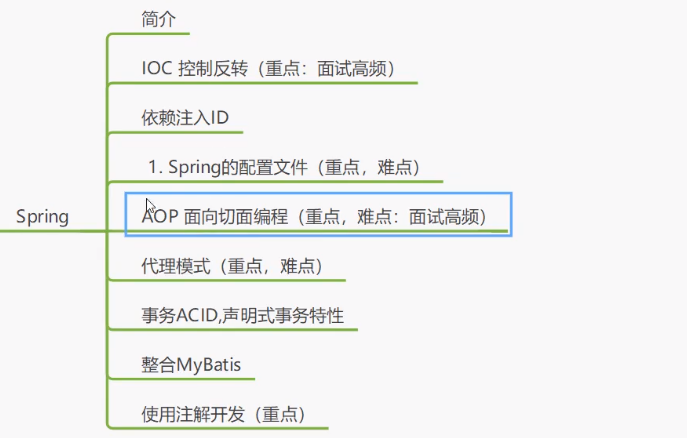 简介
IOC 控制反转（重点：面试高频）
依赖注入ID
1. Spring的配置文件（重点，难点）
Spring
AOP 面向切面编程（重点，难点：面试高频）
代理模式（重点，难点）
事务ACID,声明式事务特性
整合MyBatis
使用注解开发（重点）